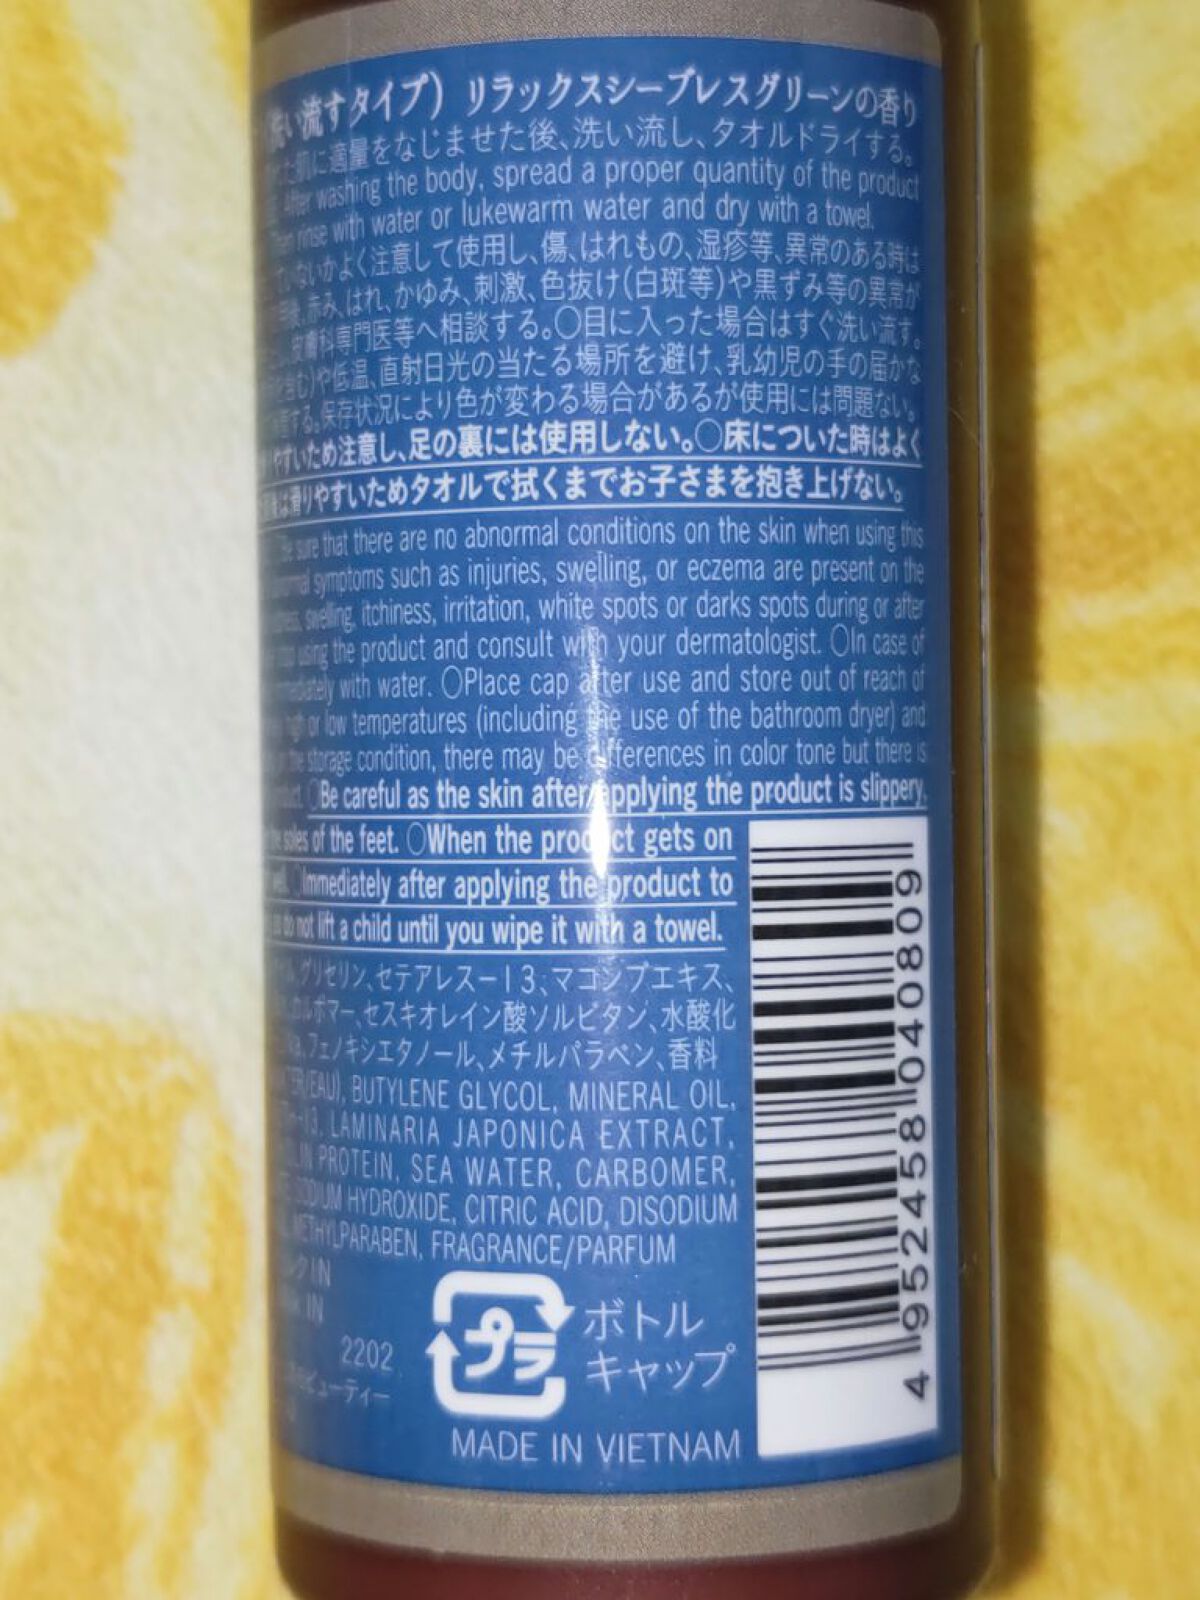 洗い流すタイプ）リラックスシーブレスグリーンの香り
肌に適量をなじませた後、洗い流し、タオルドライする。
After washing the body, spread a proper quantity of the product
rinse with water or lukewarm water and dry with a towel.
ていないかよく注意して使用し、傷、はれもの、湿疹等、異常のある時は
赤み、はれ、かゆみ、刺激、色抜け（白斑等）や黒ずみ等の異常が
皮膚科専門医等へ相談する。○目に入った場合はすぐ洗い流す。
を含む）や低温、直射日光の当たる場所を避け、乳幼児の手の届かな
する。保存状況により色が変わる場合があるが使用には問題ない。
やすいため注意し、足の裏には使用しない。○床についた時はよく
は滑りやすいためタオルで拭くまでお子さまを抱き上げない。
Be sure that there are no abnormal conditions on the skin when using this
symptoms such as injuries, swelling, or eczema are present on the
swelling, itchiness, irritation, white spots or darks spots during or after
using the product and consult with your dermatologist. ○In case of
with water. ○Place cap after use and store out of reach of
high or low temperatures (including the use of the bathroom dryer) and
the storage condition, there may be differences in color tone but there is
○Be careful as the skin after applying the product is slippery.
soles of the feet. ○When the product gets on
○Immediately after applying the product to
do not lift a child until you wipe it with a towel.
グリセリン、セテアレスー13、マコンブエキス、
カルボマー、セスキオレイン酸ソルビタン、水酸化
フェノキシエタノール、メチルパラベン、香料
BUTYLENE GLYCOL, MINERAL OIL,
-13, LAMINARIA JAPONICA EXTRACT,
PROTEIN, SEA WATER, CARBOMER,
SODIUM HYDROXIDE, CITRIC ACID, DISODIUM
METHYLPARABEN, FRAGRANCE/PARFUM
IN
IN
2202
ビューティー
プラ
ボトル
キャップ
MADE IN VIETNAM
4952458040809